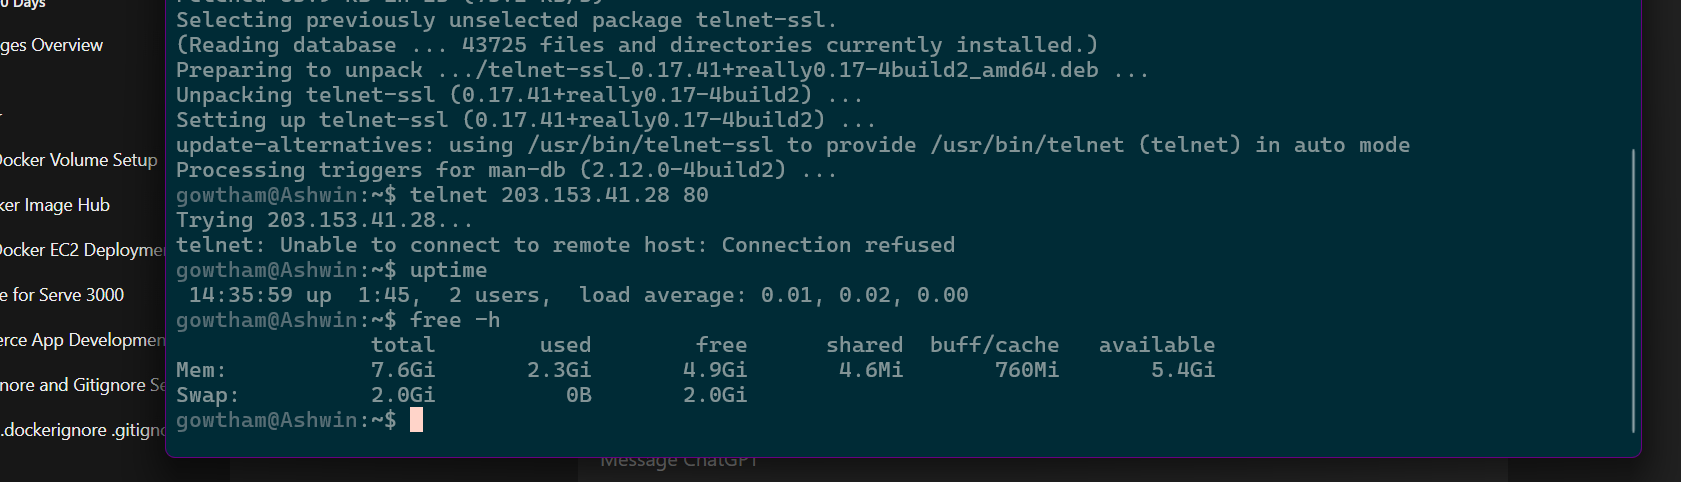 0 Days
ges Overview
Docker Volume Setup
ker Image Hub
Docker EC2 Deployme
e for Serve 3000
erce App Developmen
nore and Gitignore Se
.dockerignore .gitigno
Selecting previously unselected package telnet-ssl.
(Reading database ... 43725 files and directories currently installed.)
Preparing to unpack .../telnet-ssl_0.17.41+really0.17-4build2_amd64.deb ...
Unpacking telnet-ssl (0.17.41+really0.17-4build2) ...
Setting up telnet-ssl (0.17.41+really0.17-4build2) ...
update-alternatives: using /usr/bin/telnet-ssl to provide /usr/bin/telnet (telnet) in auto mode
Processing triggers for man-db (2.12.0-4build2) ...
gowtham@Ashwin:~$ telnet 203.153.41.28 80
Trying 203.153.41.28...
telnet: Unable to connect to remote host: Connection refused
gowtham@Ashwin:~$ uptime
 14:35:59 up  1:45,  2 users,  load average: 0.01, 0.02, 0.00
gowtham@Ashwin:~$ free -h
               total        used        free      shared  buff/cache   available
Mem:           7.6Gi       2.3Gi       4.9Gi       4.6Mi       760Mi       5.4Gi
Swap:          2.0Gi          0B       2.0Gi
gowtham@Ashwin:~$
Message ChatGPT